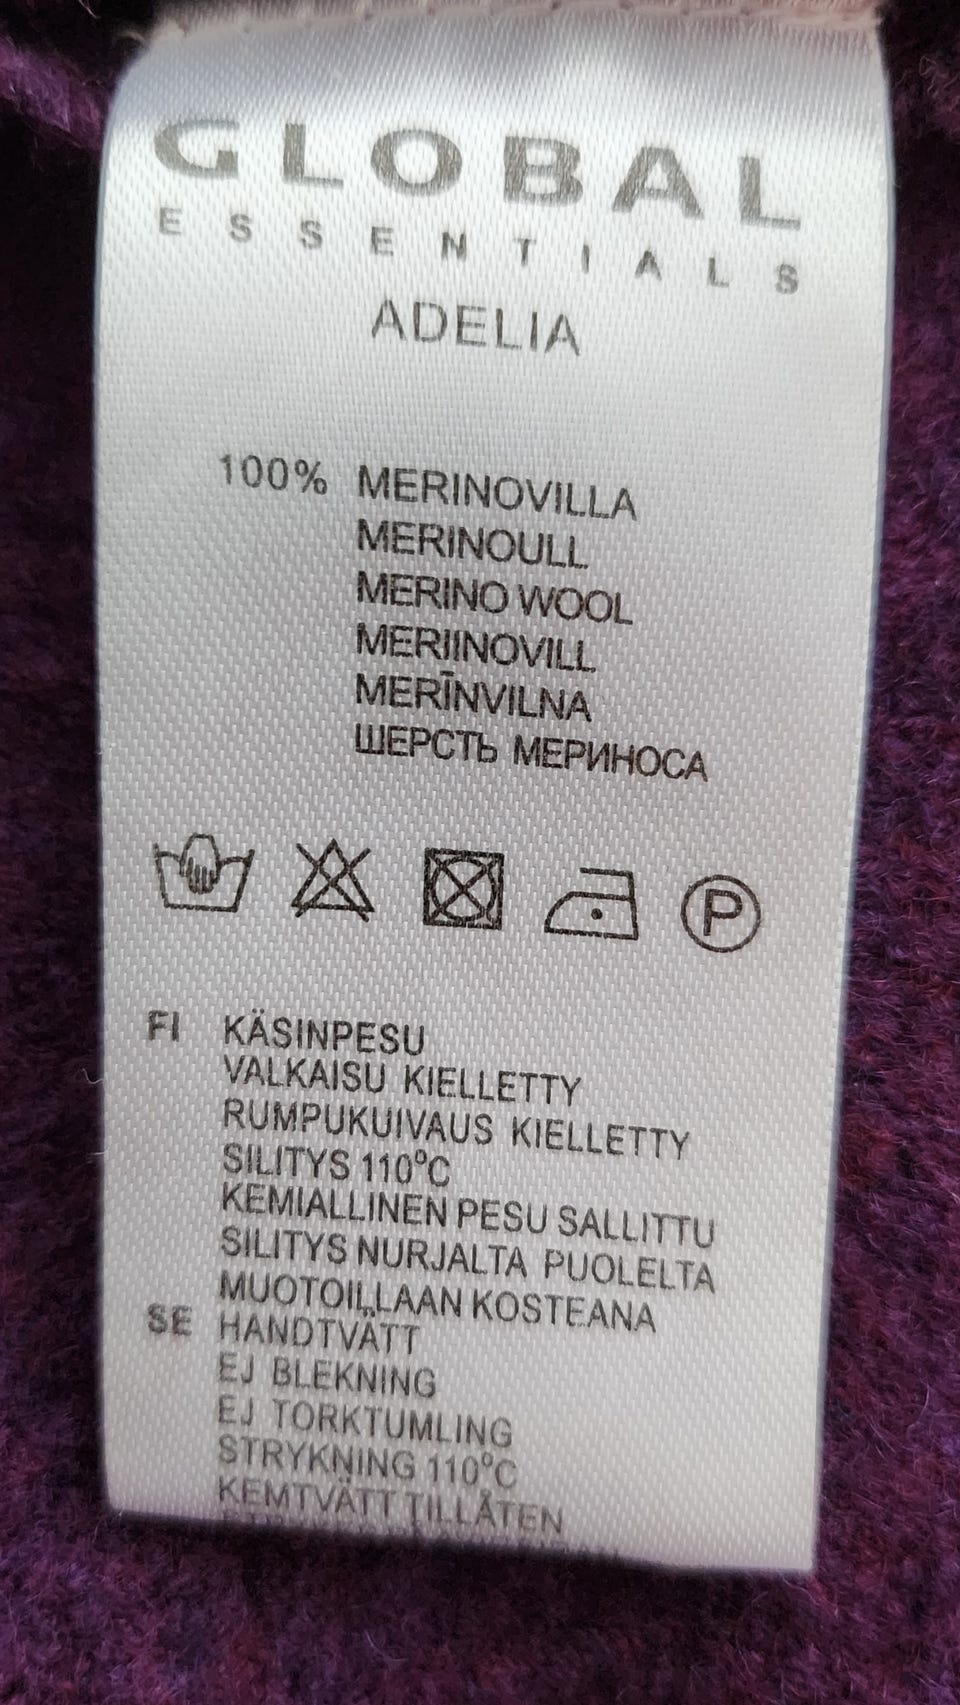 GLOBAL
ESSENTIALS
ADELIA
100% MERINOVILLA
MERINOULL
MERINO WOOL
MERIINOVILL
MERĪNVILNA
ШЕРСТЬ МЕРИНОСА
P
FI KÄSINPESU
VALKAISU KIELLETTY
RUMPUKUIVAUS KIELLETTY
SILITYS 110°C
KEMIALLINEN PESU SALLITTU
SILITYS NURJALTA PUOLELTA
MUOTOILLAAN KOSTEANA
SE HANDTVÄTT
EJ BLEKNING
EJ TORKTUMLING
STRYKNING 110°C
KEMTVÄTT TILLÅTEN